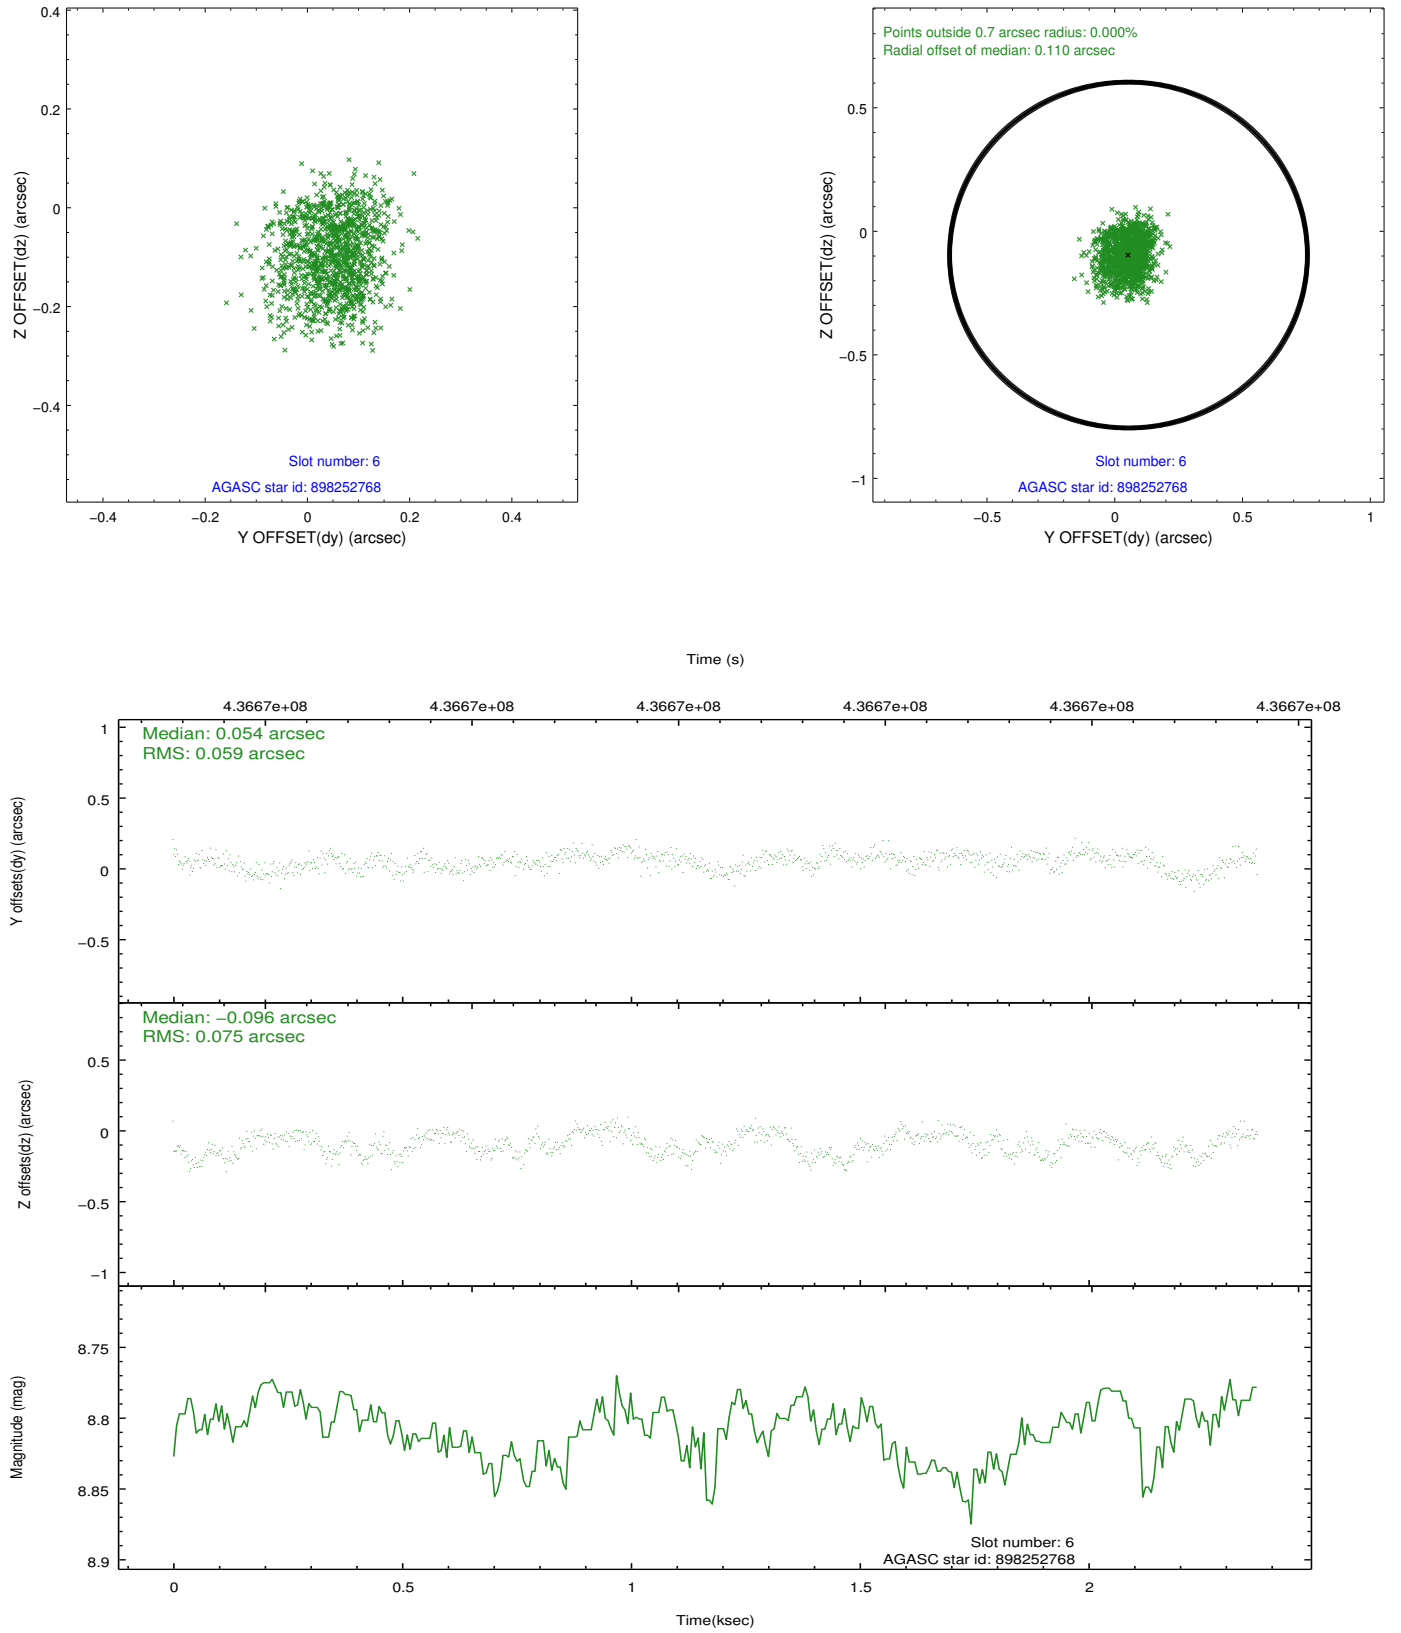 0.4
0.2
0
−0.2
−0.4
Z OFFSET(dz) (arcsec)
Slot number: 6
AGASC star id: 898252768
−0.4 −0.2 0 0.2 0.4
Y OFFSET(dy) (arcsec)
Points outside 0.7 arcsec radius: 0.000%
Radial offset of median: 0.110 arcsec
0.5
0
−0.5
−1
Z OFFSET(dz) (arcsec)
Slot number: 6
AGASC star id: 898252768
−0.5 0 0.5 1
Y OFFSET(dy) (arcsec)
Time (s)
4.3667e+08 4.3667e+08 4.3667e+08 4.3667e+08 4.3667e+08 4.3667e+08
Median: 0.054 arcsec
RMS: 0.059 arcsec
1
0.5
0
−0.5
Y offsets(dy) (arcsec)
Median: −0.096 arcsec
RMS: 0.075 arcsec
0.5
0
−0.5
−1
Z offsets(dz) (arcsec)
8.75
8.8
8.85
8.9
Magnitude (mag)
Slot number: 6
AGASC star id: 898252768
0 0.5 1 1.5 2
Time(ksec)